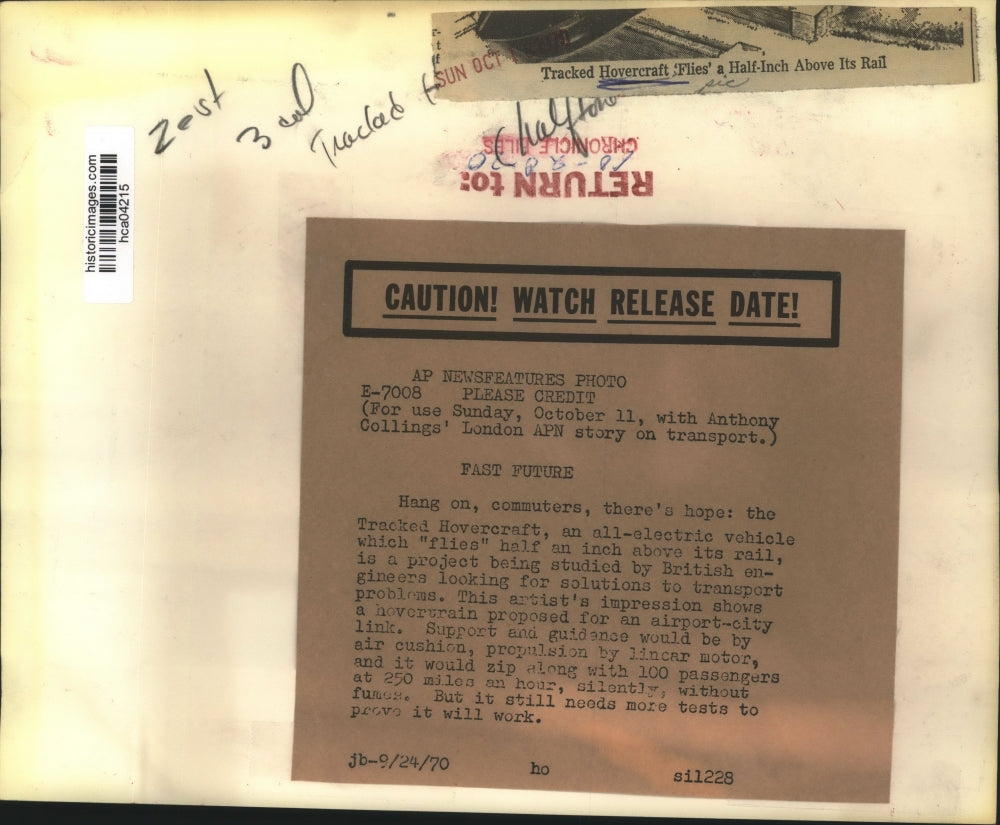 Tracked Hovercraft 'Flies' a Half-Inch Above Its Rail
pic
SUN OCT
Zest
3 col
Tracked
halftone
CHRONICLE FILES
RETURN to:
historicimages.com
hca04215
CAUTION! WATCH RELEASE DATE!
AP NEWSFEATURES PHOTO
E-7008 PLEASE CREDIT
(For use Sunday, October 11, with Anthony
Collings' London APN story on transport.)
FAST FUTURE
Hang on, commuters, there's hope: the
Tracked Hovercraft, an all-electric vehicle
which "flies" half an inch above its rail,
is a project being studied by British en-
gineers looking for solutions to transport
problems. This artist's impression shows
a hovertrain proposed for an airport-city
link. Support and guidance would be by
air cushion, propulsion by linear motor,
and it would zip along with 100 passengers
at 250 miles an hour, silently, without
fumes. But it still needs more tests to
prove it will work.
jb-9/24/70 ho sil228